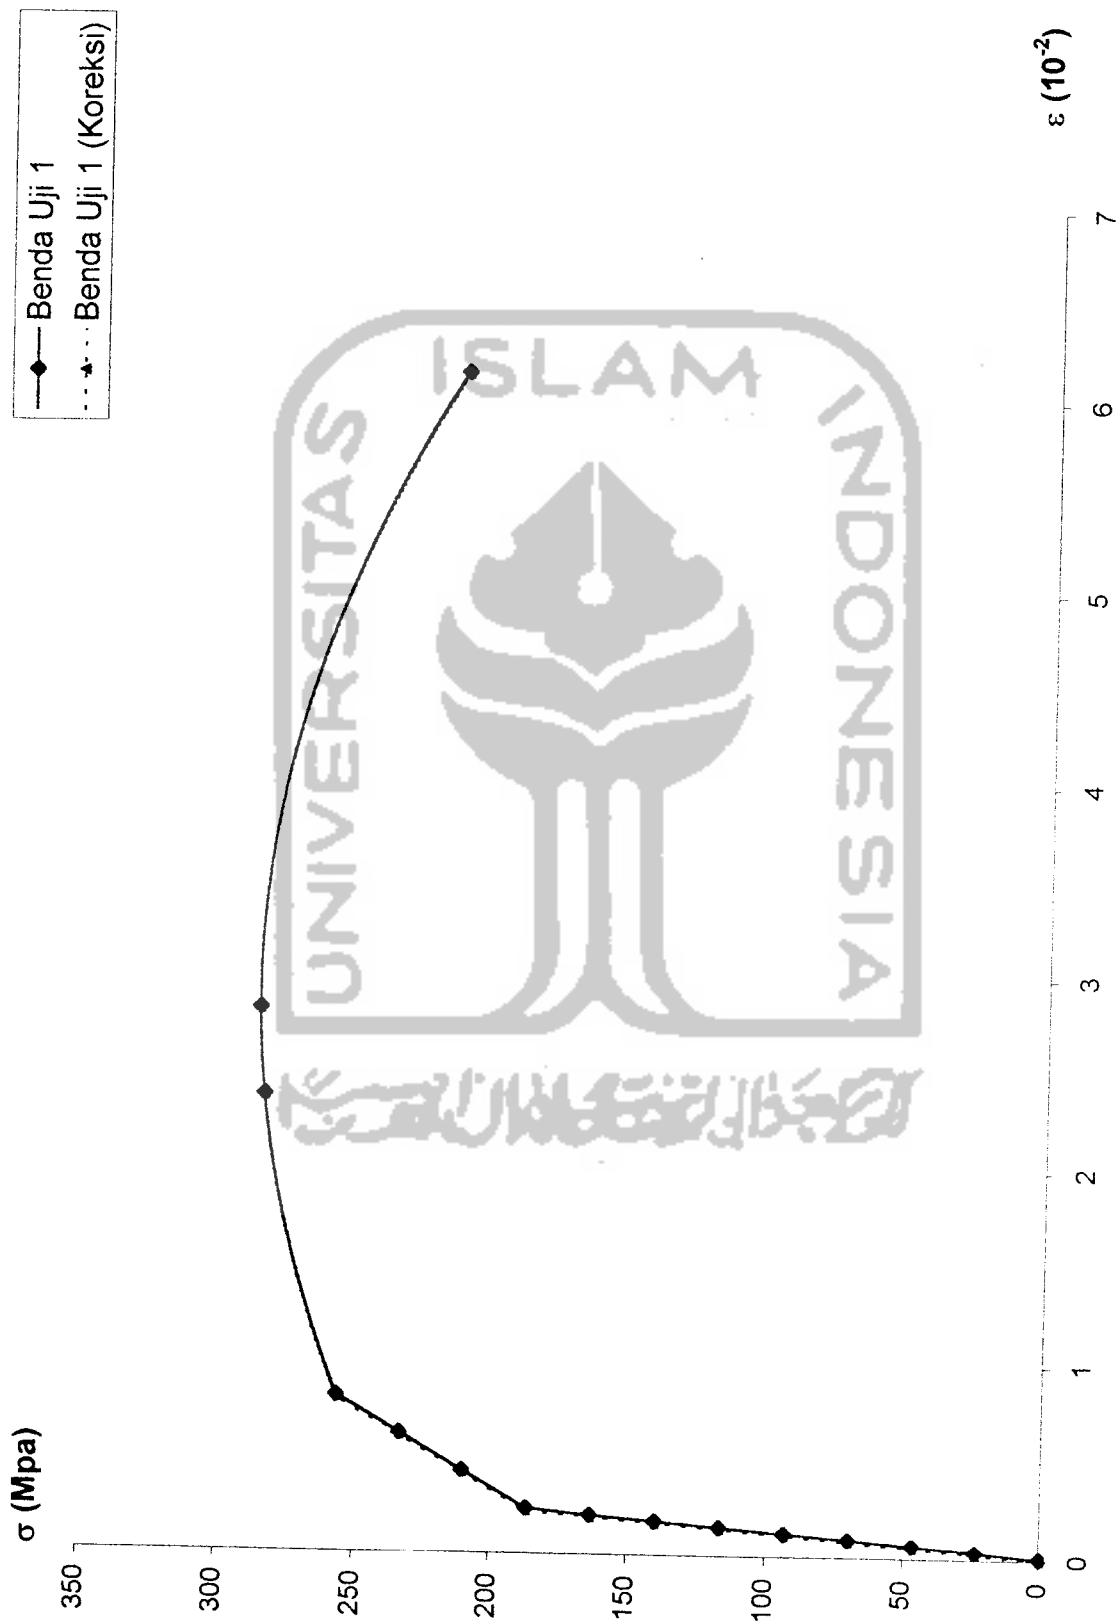 σ (Mpa)
Benda Uji 1
Benda Uji 1 (Koreksi)
350
300
250
200
150
100
50
0
0
1
2
3
4
5
6
7
ε (10⁻²)
UNIVERSITAS
ISLAM
INDONESIA